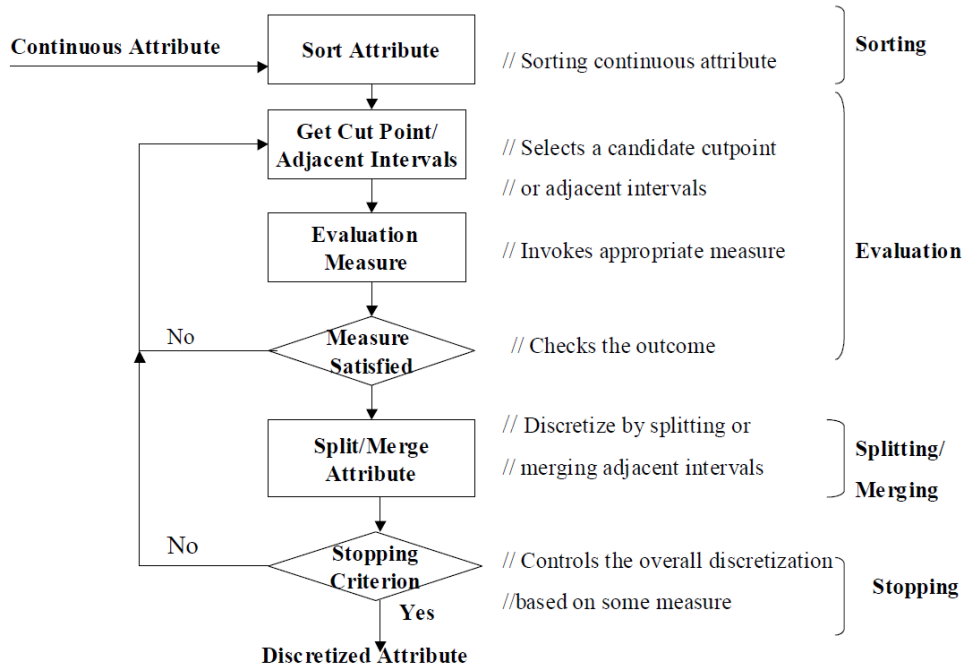 Continuous Attribute
Sort Attribute
// Sorting continuous attribute
Sorting
Get Cut Point/
Adjacent Intervals
// Selects a candidate cutpoint
// or adjacent intervals
Evaluation
Measure
// Invokes appropriate measure
Evaluation
No
Measure
Satisfied
// Checks the outcome
Split/Merge
Attribute
// Discretize by splitting or
// merging adjacent intervals
Splitting/
Merging
No
Stopping
Criterion
// Controls the overall discretization
//based on some measure
Stopping
Yes
Discretized Attribute